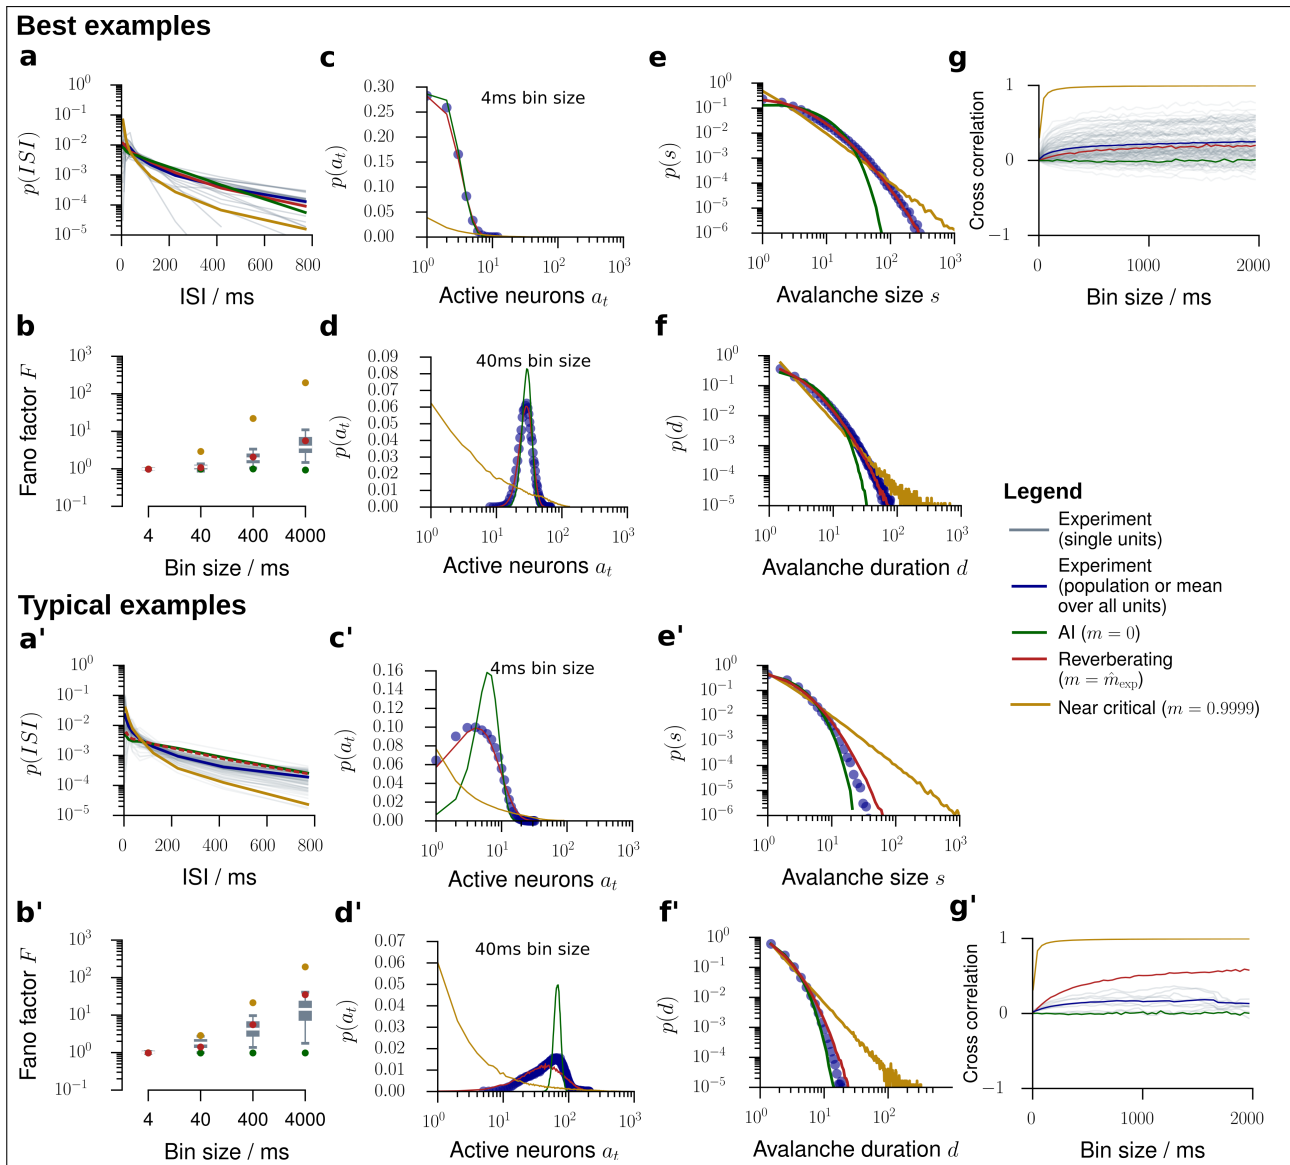 Best examples
a
10^0
10^-1
10^-2
10^-3
10^-4
10^-5
p(ISI)
0 200 400 600 800
ISI / ms
c
4ms bin size
0.30
0.25
0.20
0.15
0.10
0.05
0.00
p(a_t)
10^0 10^1 10^2 10^3
Active neurons a_t
e
10^0
10^-1
10^-2
10^-3
10^-4
10^-5
10^-6
p(s)
10^0 10^1 10^2 10^3
Avalanche size s
g
1
0
−1
Cross correlation
0 1000 2000
Bin size / ms
b
10^3
10^2
10^1
10^0
10^-1
Fano factor F
4 40 400 4000
Bin size / ms
d
40ms bin size
0.09
0.08
0.07
0.06
0.05
0.04
0.03
0.02
0.01
0.00
p(a_t)
10^0 10^1 10^2 10^3
Active neurons a_t
f
10^0
10^-1
10^-2
10^-3
10^-4
10^-5
p(d)
10^0 10^1 10^2 10^3
Avalanche duration d
Legend
Experiment
(single units)
Experiment
(population or mean
over all units)
AI (m = 0)
Reverberating
(m = m̂_exp)
Near critical (m = 0.9999)
Typical examples
a'
10^0
10^-1
10^-2
10^-3
10^-4
10^-5
p(ISI)
0 200 400 600 800
ISI / ms
c'
4ms bin size
0.16
0.14
0.12
0.10
0.08
0.06
0.04
0.02
0.00
p(a_t)
10^0 10^1 10^2 10^3
Active neurons a_t
e'
10^0
10^-1
10^-2
10^-3
10^-4
10^-5
10^-6
p(s)
10^0 10^1 10^2 10^3
Avalanche size s
b'
10^3
10^2
10^1
10^0
10^-1
Fano factor F
4 40 400 4000
Bin size / ms
d'
40ms bin size
0.07
0.06
0.05
0.04
0.03
0.02
0.01
0.00
p(a_t)
10^0 10^1 10^2 10^3
Active neurons a_t
f'
10^0
10^-1
10^-2
10^-3
10^-4
10^-5
p(d)
10^0 10^1 10^2 10^3
Avalanche duration d
g'
1
0
−1
Cross correlation
0 1000 2000
Bin size / ms